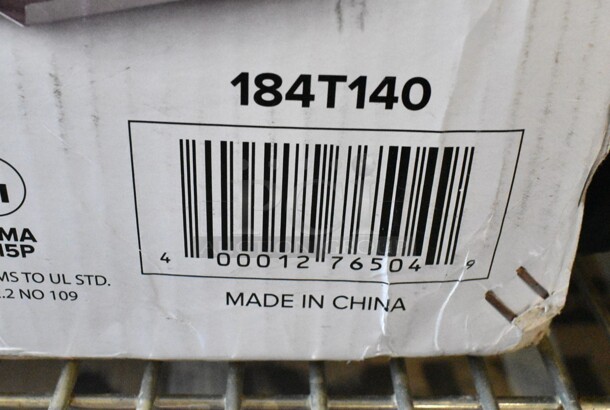 184T140
4 00012 76504 9
MADE IN CHINA
MA
15P
MS TO UL STD.
.2 NO 109